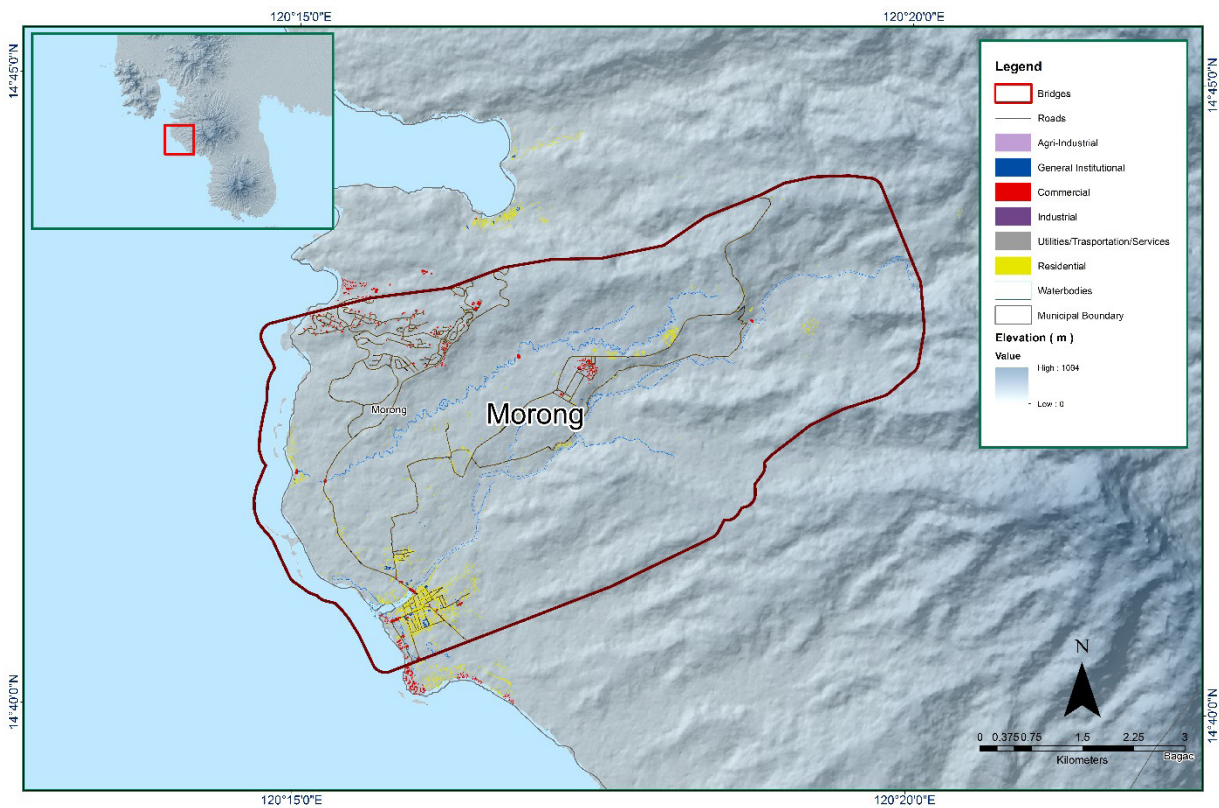 120°15'0"E
120°20'0"E
14°45'0"N
14°45'0"N
Legend
Bridges
Roads
Agri-Industrial
General Institutional
Commercial
Industrial
Utilities/Trasportation/Services
Residential
Waterbodies
Municipal Boundary
Elevation ( m )
Value
High : 1094
Low : 0
Morong
Morong
N
14°40'0"N
14°40'0"N
0 0.375 0.75 1.5 2.25 3
Kilometers
Bagac
120°15'0"E
120°20'0"E